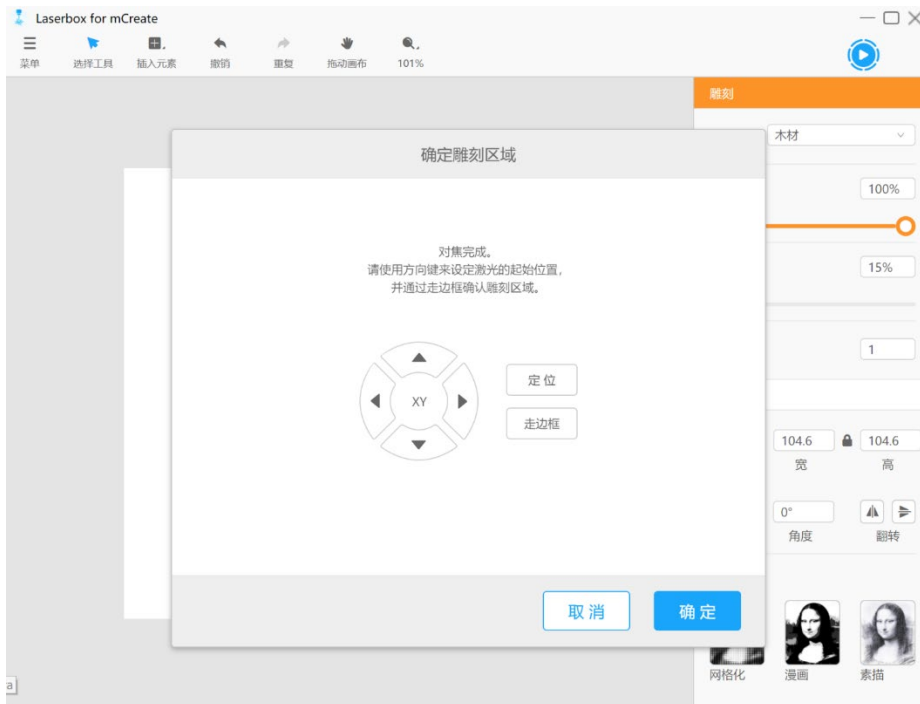 Laserbox for mCreate
菜单 选择工具 插入元素 撤销 重复 拖动画布 101%
雕刻
木材
确定雕刻区域
100%
对焦完成。
请使用方向键来设定激光的起始位置，
并通过走边框确认雕刻区域。
15%
1
定位
XY
走边框
104.6 104.6
宽 高
0°
角度 翻转
取消 确定
网格化 漫画 素描
a